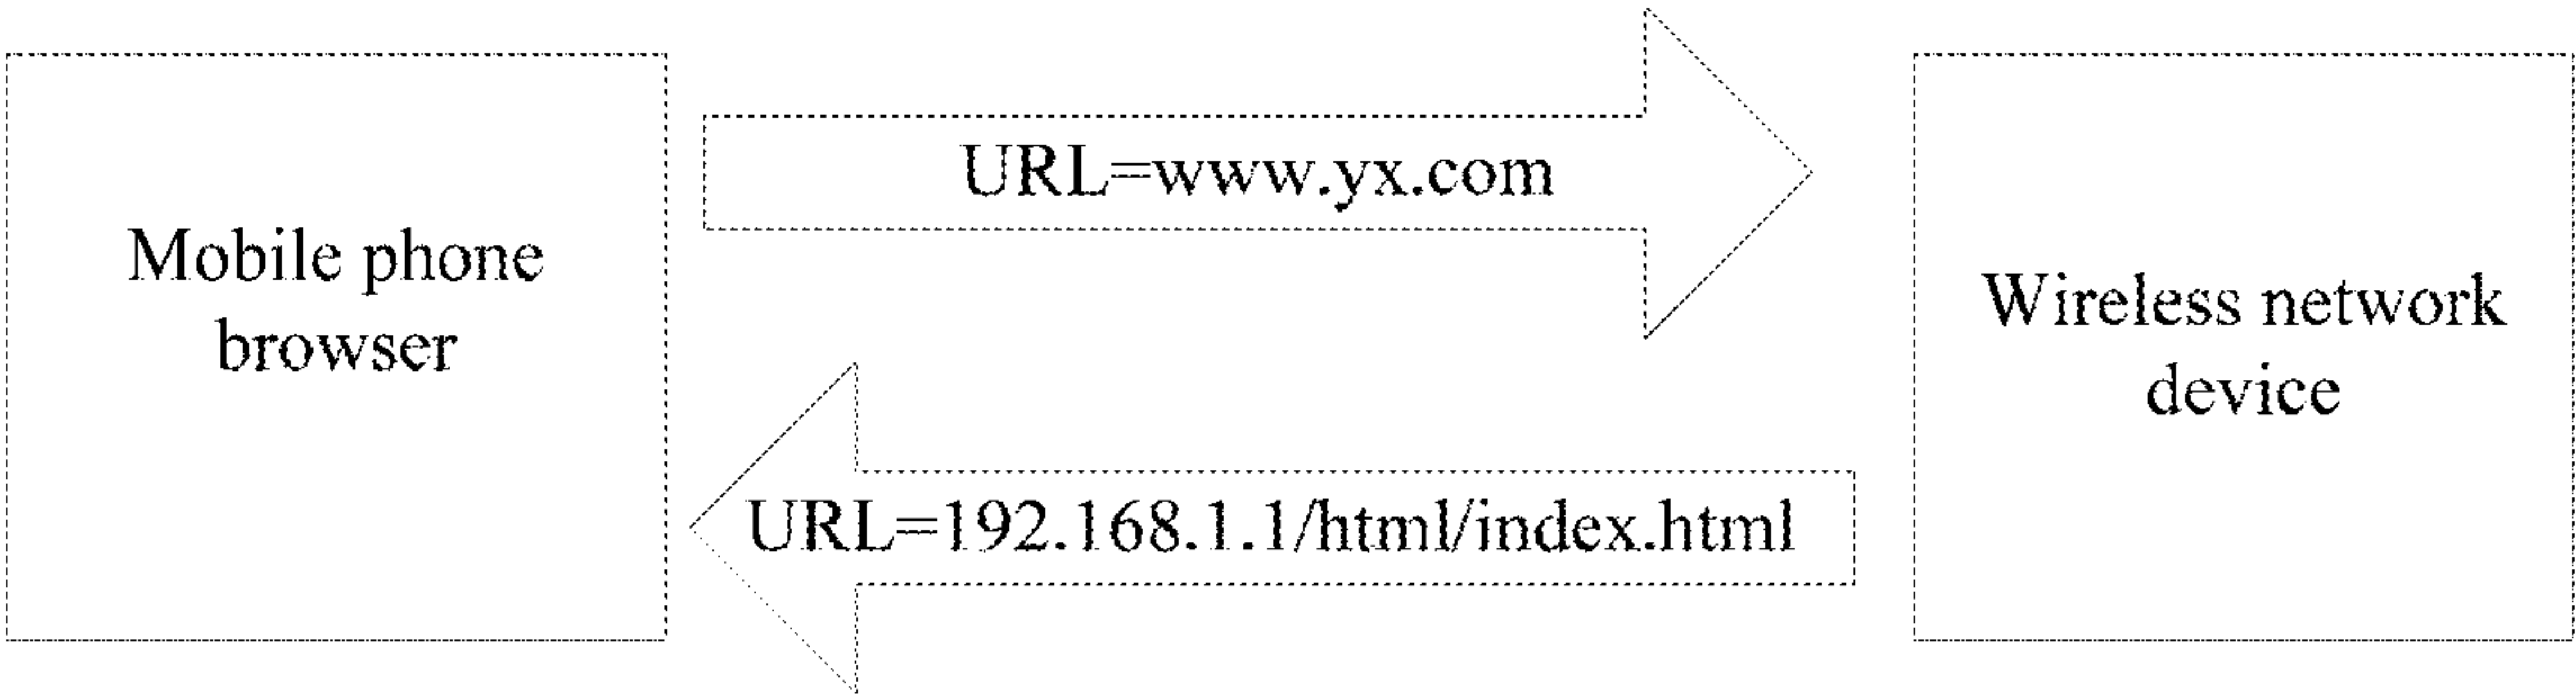 Mobile phone
browser
URL=www.yx.com
URL=192.168.1.1/html/index.html
Wireless network
device